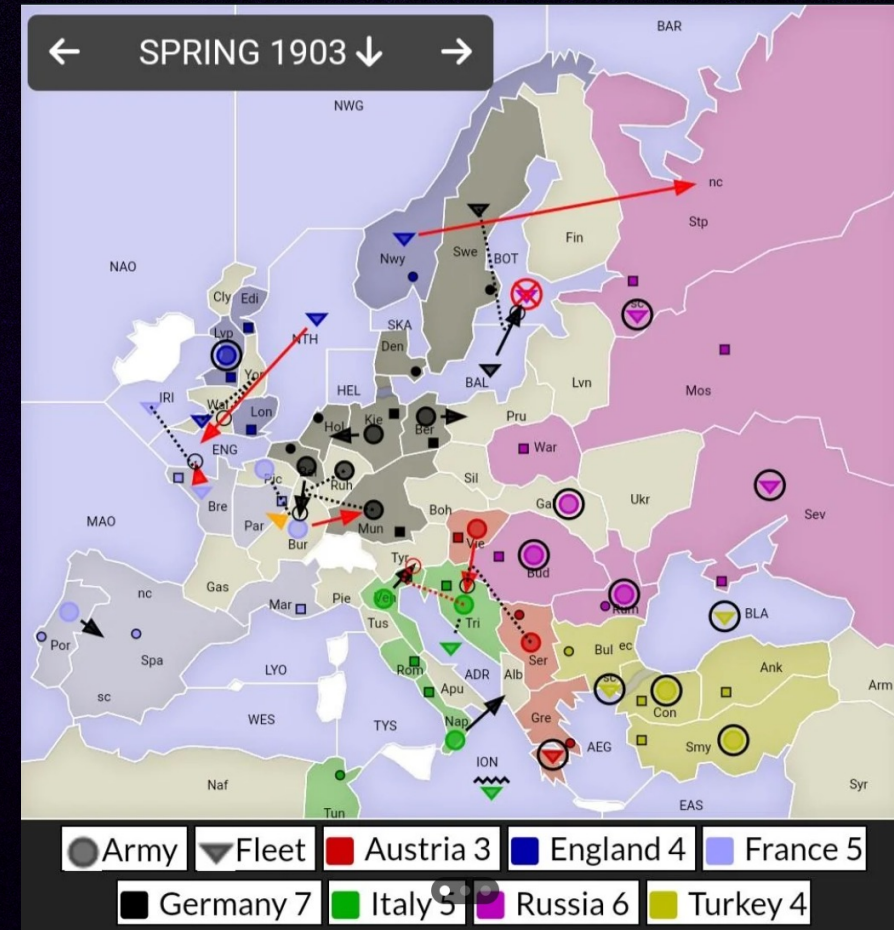 BAR
← SPRING 1903↓ →
NWG
nc
Stp
NAO
Fin
Swe
BOT
Nwy
Cly
Edi
sc
NTH
SKA
Lvp
Den
Mos
Yor
BAL
Lvn
IRI
Wal
HEL
Pru
Lon
Hol
Kie
Ber
War
ENG
Sil
Pic
Bel
Ruh
Ukr
Bre
Gal
Sev
MAO
Par
Mun
Boh
Bur
Vie
Tyr
Bud
nc
Gas
Mar
Pie
Ven
Rum
BLA
Por
Tus
Tri
Spa
Ser
Bul
ec
Ank
LYO
Rom
ADR
Alb
sc
Arm
sc
Apu
Con
WES
TYS
Nap
Gre
Smy
AEG
ION
Naf
Syr
Tun
EAS
Army
Fleet
Austria 3
England 4
France 5
Germany 7
Italy 5
Russia 6
Turkey 4